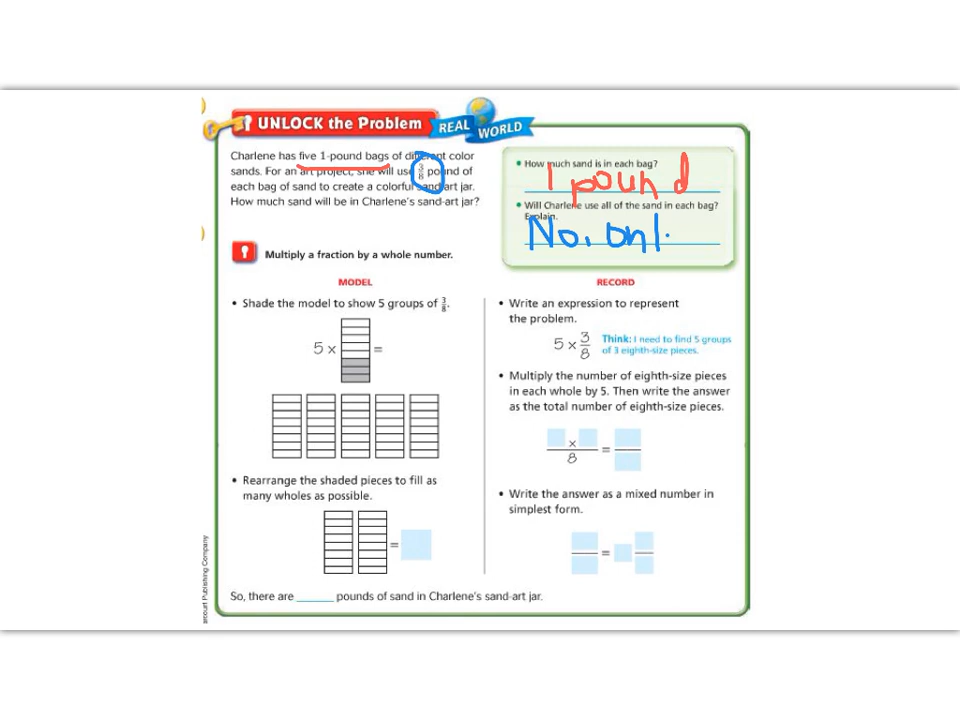 UNLOCK the Problem REAL WORLD
Charlene has five 1-pound bags of different color
sands. For an art project, she will use 3/8 pound of
each bag of sand to create a colorful sand-art jar.
How much sand will be in Charlene's sand-art jar?
• How much sand is in each bag?
1 pound
• Will Charlene use all of the sand in each bag?
Explain.
No. onl.
Multiply a fraction by a whole number.
MODEL
• Shade the model to show 5 groups of 3/8.
5 × =
• Rearrange the shaded pieces to fill as
many wholes as possible.
=
RECORD
• Write an expression to represent
the problem.
5 × 3/8
Think: I need to find 5 groups
of 3 eighth-size pieces.
• Multiply the number of eighth-size pieces
in each whole by 5. Then write the answer
as the total number of eighth-size pieces.
×
8
=
• Write the answer as a mixed number in
simplest form.
=
So, there are ______ pounds of sand in Charlene's sand-art jar.
arcourt Publishing Company